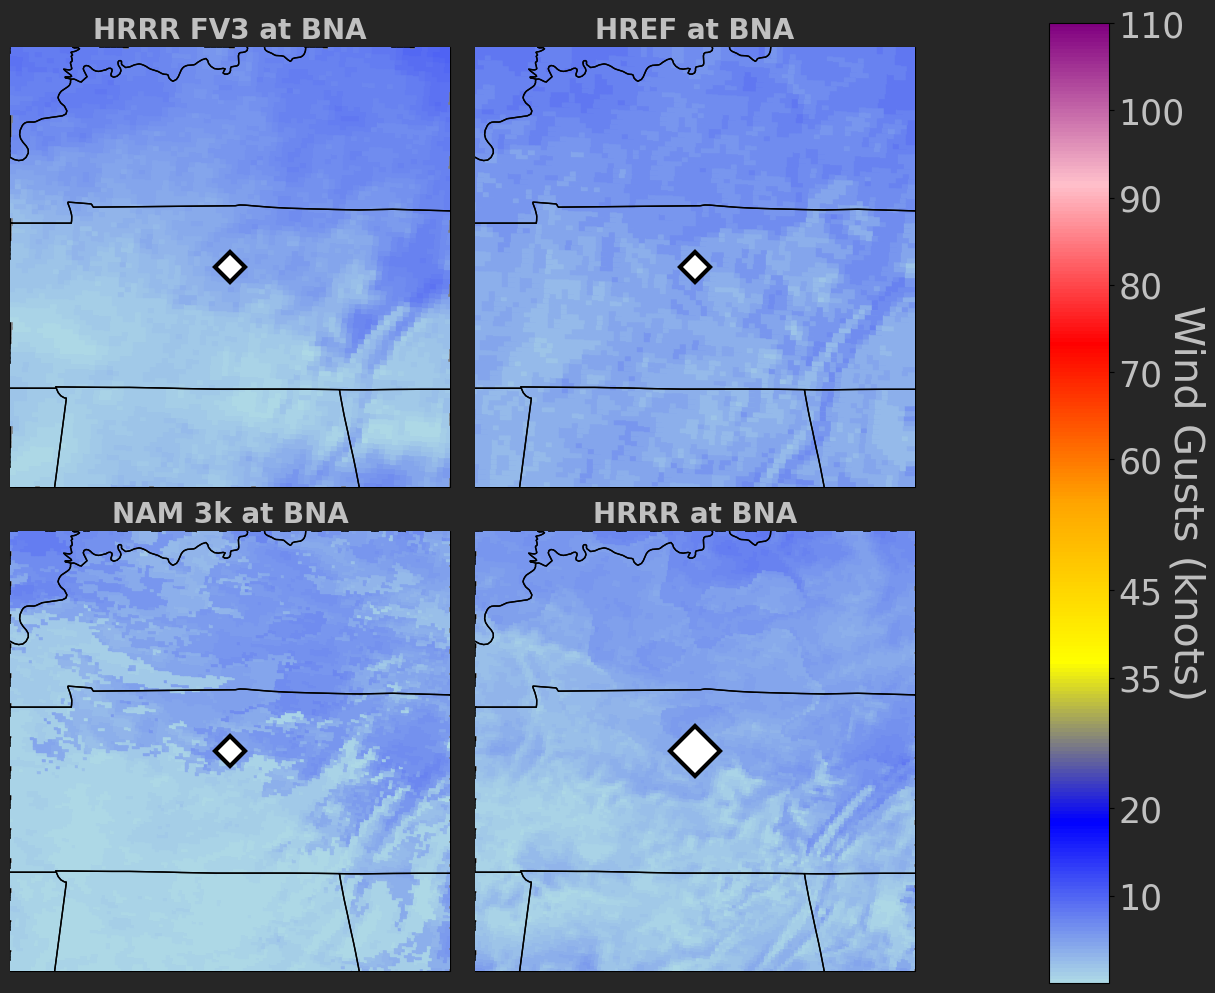 HRRR FV3 at BNA
HREF at BNA
NAM 3k at BNA
HRRR at BNA
110
100
90
80
70
60
45
35
20
10
Wind Gusts (knots)